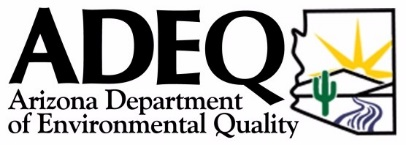 ADEQ
Arizona Department
of Environmental Quality